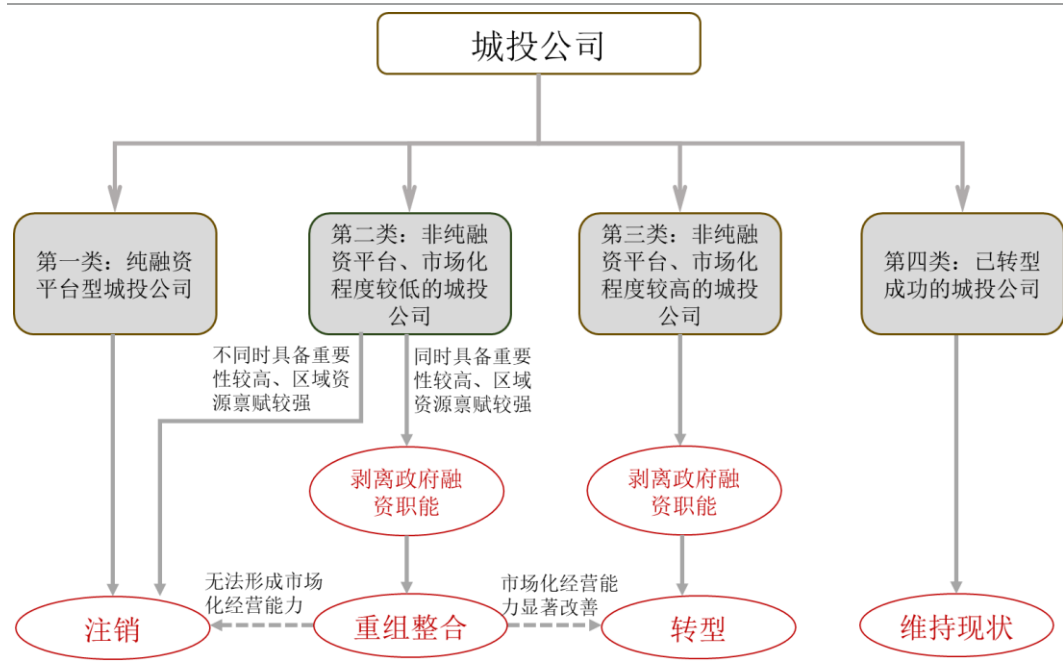 城投公司
第一类：纯融资
平台型城投公司
第二类：非纯融
资平台、市场化
程度较低的城投
公司
第三类：非纯融
资平台、市场化
程度较高的城投
公司
第四类：已转型
成功的城投公司
不同时具备重要
性较高、区域资
源禀赋较强
同时具备重要
性较高、区域
资源禀赋较强
剥离政府融
资职能
剥离政府融
资职能
无法形成市场
化经营能力
市场化经营能
力显著改善
注销
重组整合
转型
维持现状